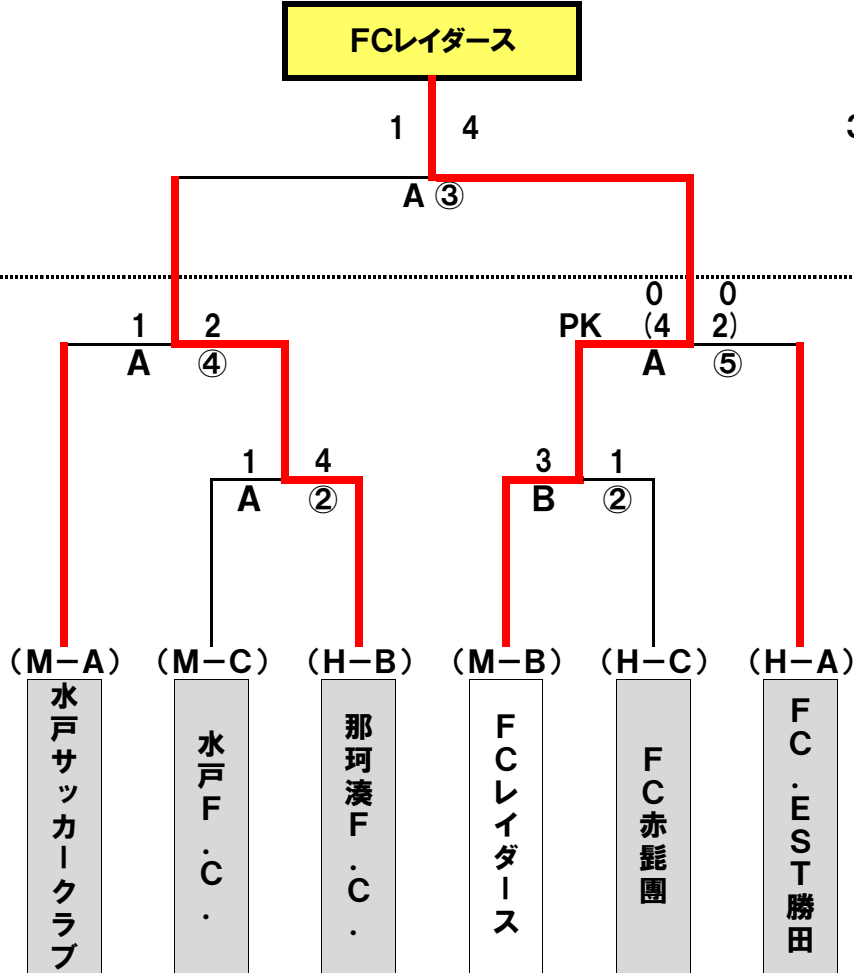 FCレイダース
1 4
A ③
0 0
1 2 PK (4 2)
A ④ A ⑤
1 4 3 1
A ② B ②
(M－A) (M－C) (H－B) (M－B) (H－C) (H－A)
水戸サッカークラブ
水戸F.C.
那珂湊F.C.
FCレイダース
FC赤髭團
FC.EST勝田